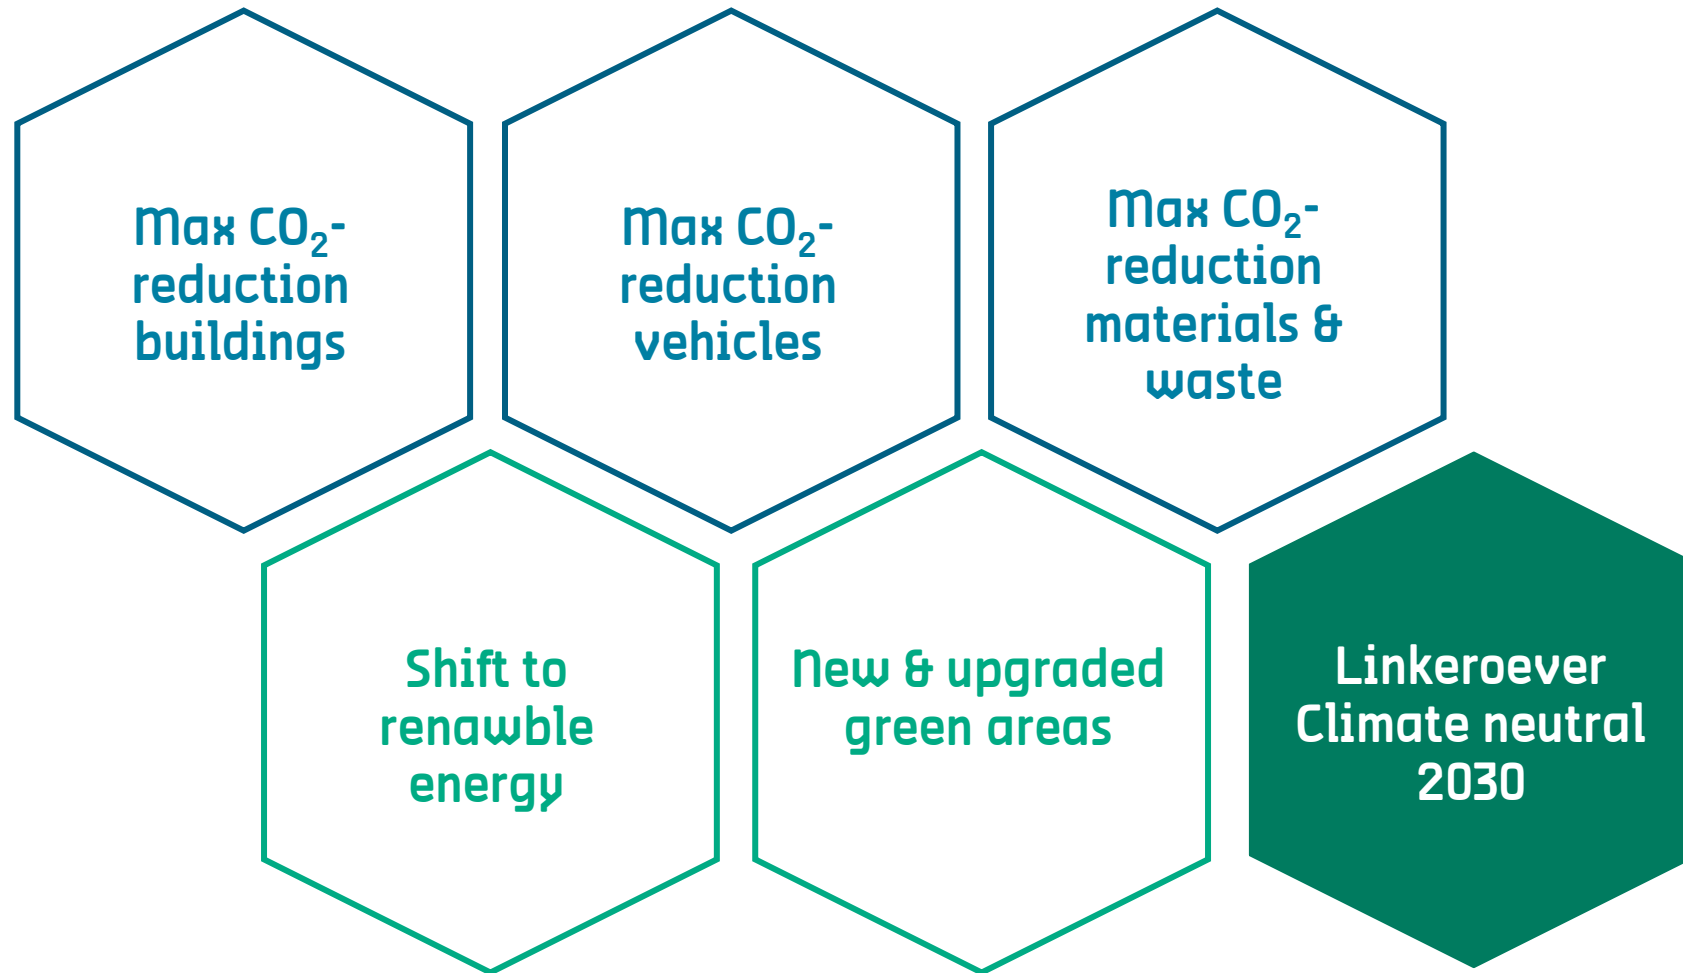 Max CO₂-
reduction
buildings
Max CO₂-
reduction
vehicles
Max CO₂-
reduction
materials &
waste
Shift to
renawble
energy
New & upgraded
green areas
Linkeroever
Climate neutral
2030